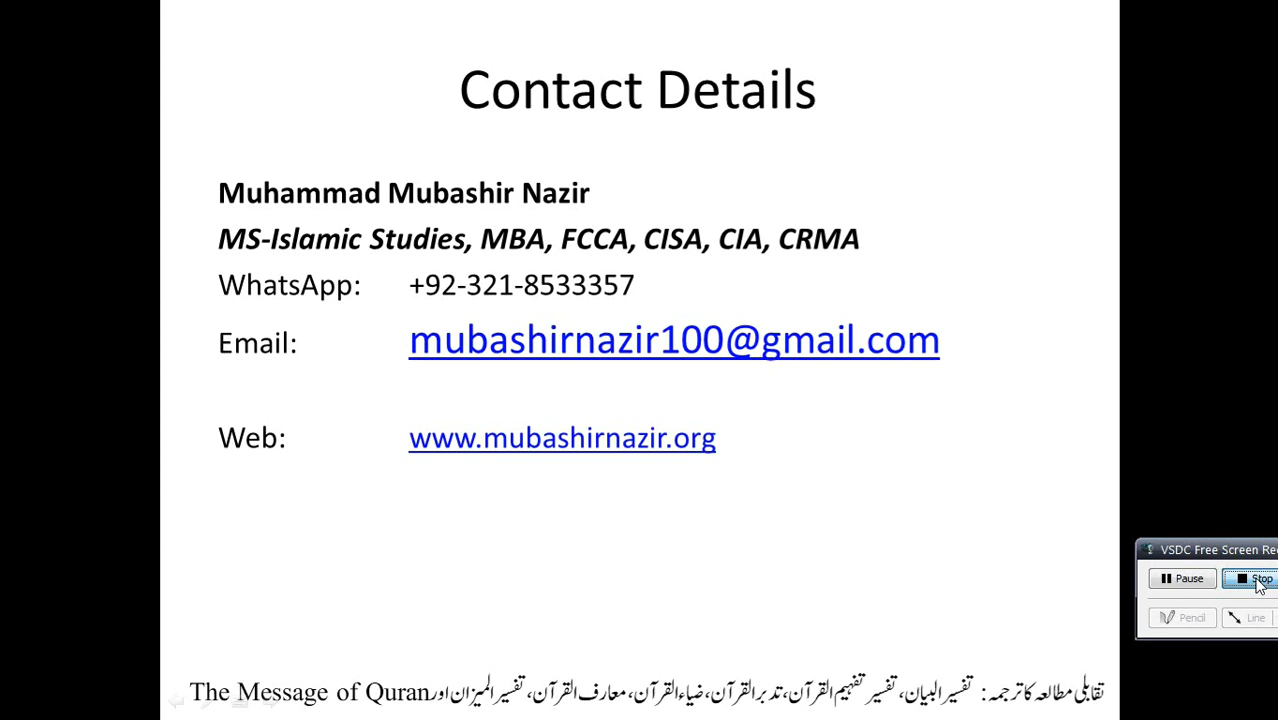 Contact Details
Muhammad Mubashir Nazir
MS-Islamic Studies, MBA, FCCA, CISA, CIA, CRMA
WhatsApp: +92-321-8533357
Email: mubashirnazir100@gmail.com
Web: www.mubashirnazir.org
VSDC Free Screen Re
Pause
Stop
Pencil
Line
تقابلی مطالعہ کا ترجمہ: تفسیر البیان، تفسیر تفہیم القرآن، تدبر القرآن، ضیاء القرآن، معارف القرآن، تفسیر المیزان اور The Message of Quran